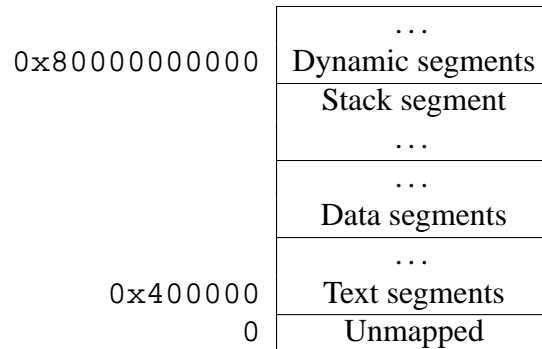 ...
0x80000000000 Dynamic segments
Stack segment
...
...
Data segments
...
0x400000 Text segments
0 Unmapped